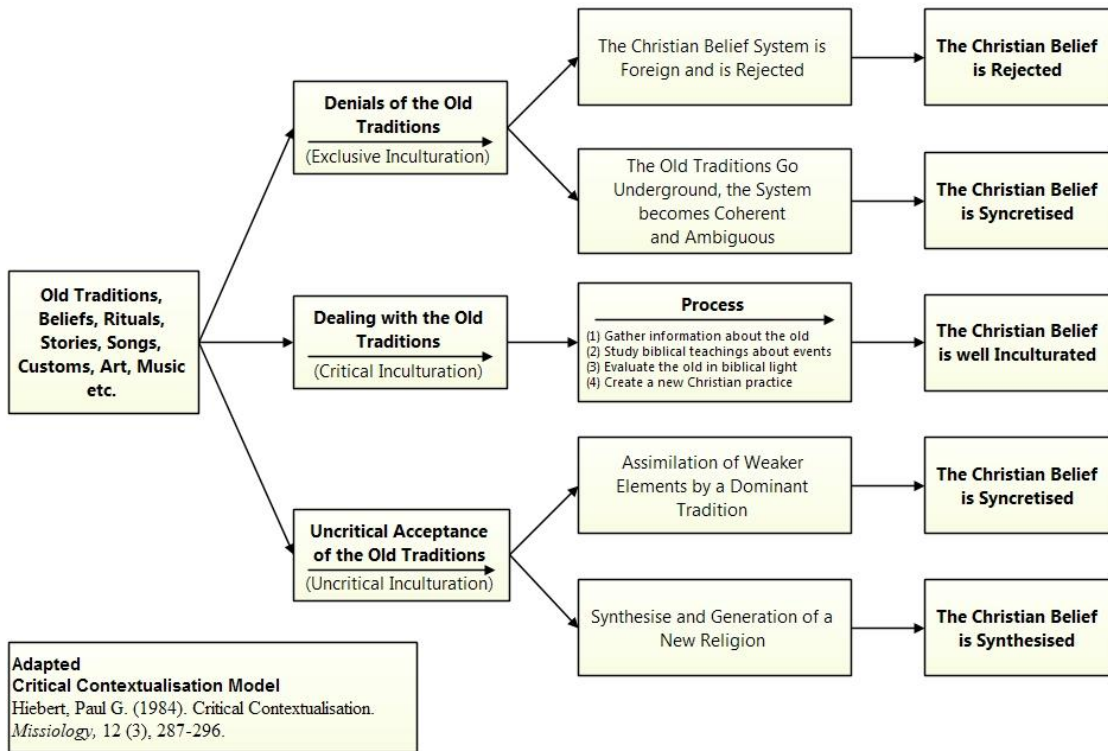 Old Traditions,
Beliefs, Rituals,
Stories, Songs,
Customs, Art, Music
etc.
Denials of the Old
Traditions
(Exclusive Inculturation)
The Christian Belief System is
Foreign and is Rejected
The Christian Belief
is Rejected
The Old Traditions Go
Underground, the System
becomes Coherent
and Ambiguous
The Christian Belief
is Syncretised
Dealing with the Old
Traditions
(Critical Inculturation)
Process
(1) Gather information about the old
(2) Study biblical teachings about events
(3) Evaluate the old in biblical light
(4) Create a new Christian practice
The Christian Belief
is well Inculturated
Uncritical Acceptance
of the Old Traditions
(Uncritical Inculturation)
Assimilation of Weaker
Elements by a Dominant
Tradition
The Christian Belief
is Syncretised
Synthesise and Generation of a
New Religion
The Christian Belief
is Synthesised
Adapted
Critical Contextualisation Model
Hiebert, Paul G. (1984). Critical Contextualisation.
Missiology, 12 (3), 287-296.